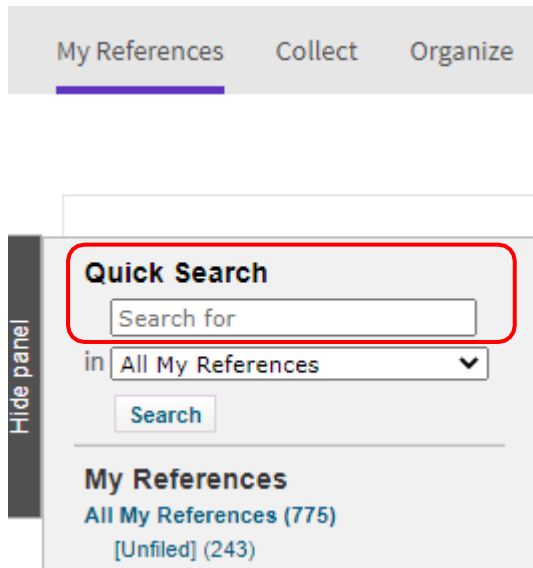 My References Collect Organize
Hide panel
Quick Search
Search for
in All My References
Search
My References
All My References (775)
[Unfiled] (243)